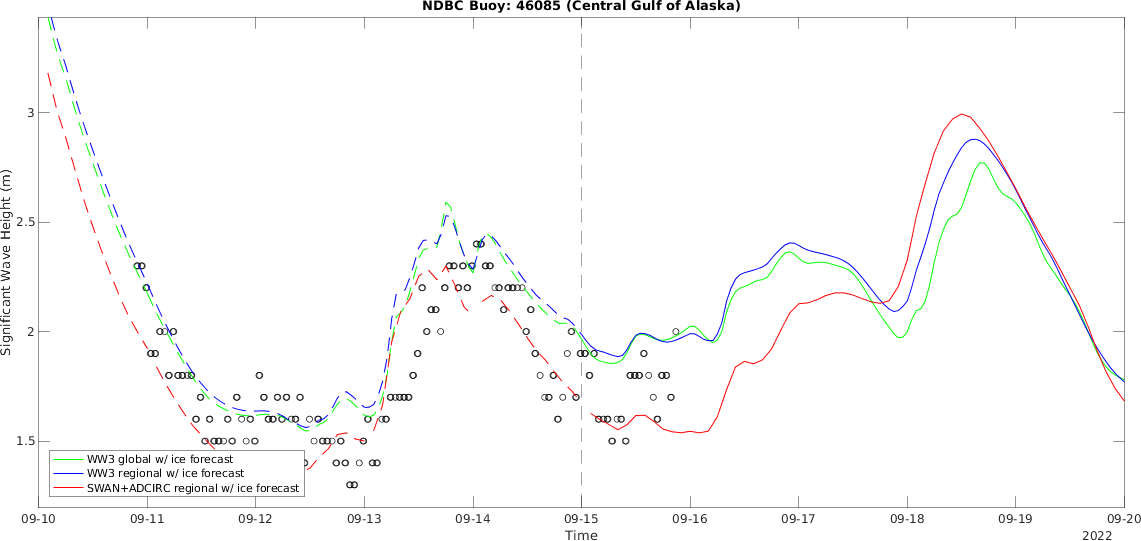 NDBC Buoy: 46085 (Central Gulf of Alaska)
Significant Wave Height (m)
3
2.5
2
1.5
WW3 global w/ ice forecast
WW3 regional w/ ice forecast
SWAN+ADCIRC regional w/ ice forecast
09-10 09-11 09-12 09-13 09-14 09-15 09-16 09-17 09-18 09-19 09-20
Time
2022